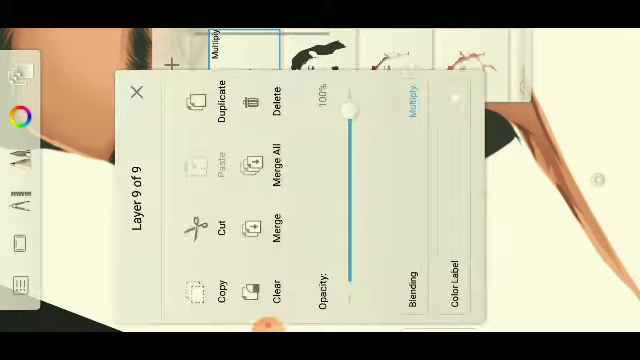 Multiply
Layer 9 of 9
Copy
Cut
Paste
Duplicate
Clear
Merge
Merge All
Delete
Opacity:
100%
Blending
Multiply
Color Label